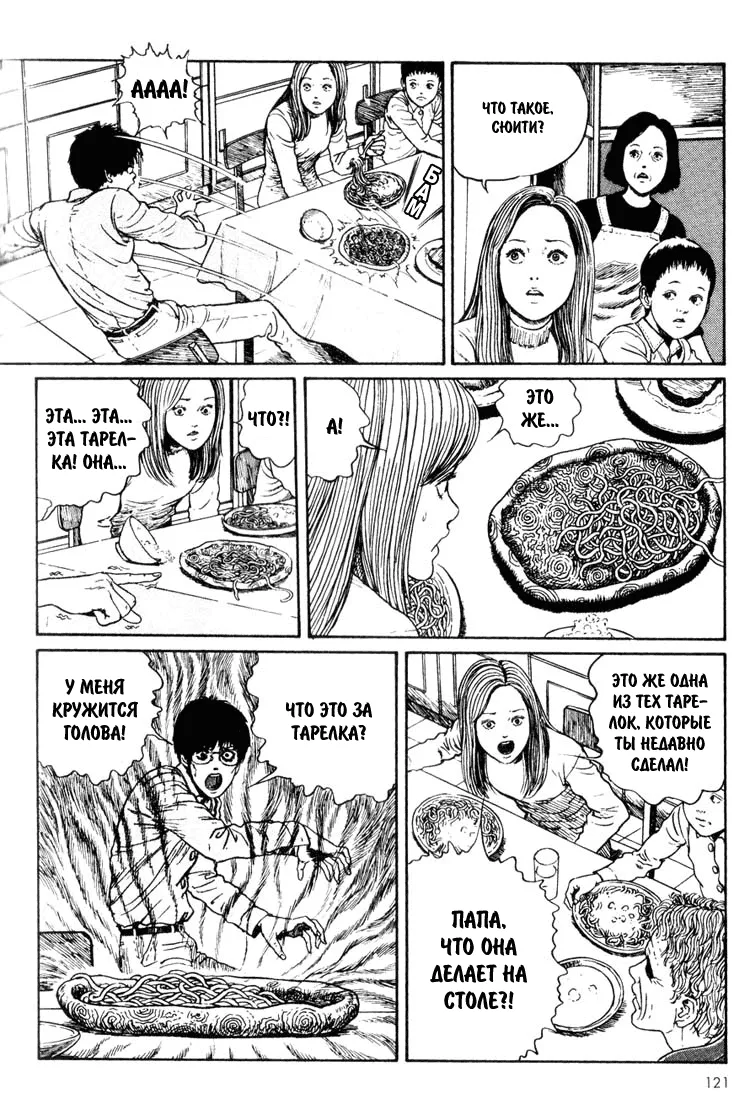 АААА!
БАМ
ЧТО ТАКОЕ,
СЮИТИ?
ЭТА... ЭТА...
ЭТА ТАРЕЛ-
КА! ОНА...
ЧТО?!
А!
ЭТО
ЖЕ...
У МЕНЯ
КРУЖИТСЯ
ГОЛОВА!
ЧТО ЭТО ЗА
ТАРЕЛКА?
ЭТО ЖЕ ОДНА
ИЗ ТЕХ ТАРЕ-
ЛОК, КОТОРЫЕ
ТЫ НЕДАВНО
СДЕЛАЛ!
ПАПА,
ЧТО ОНА
ДЕЛАЕТ НА
СТОЛЕ?!
121